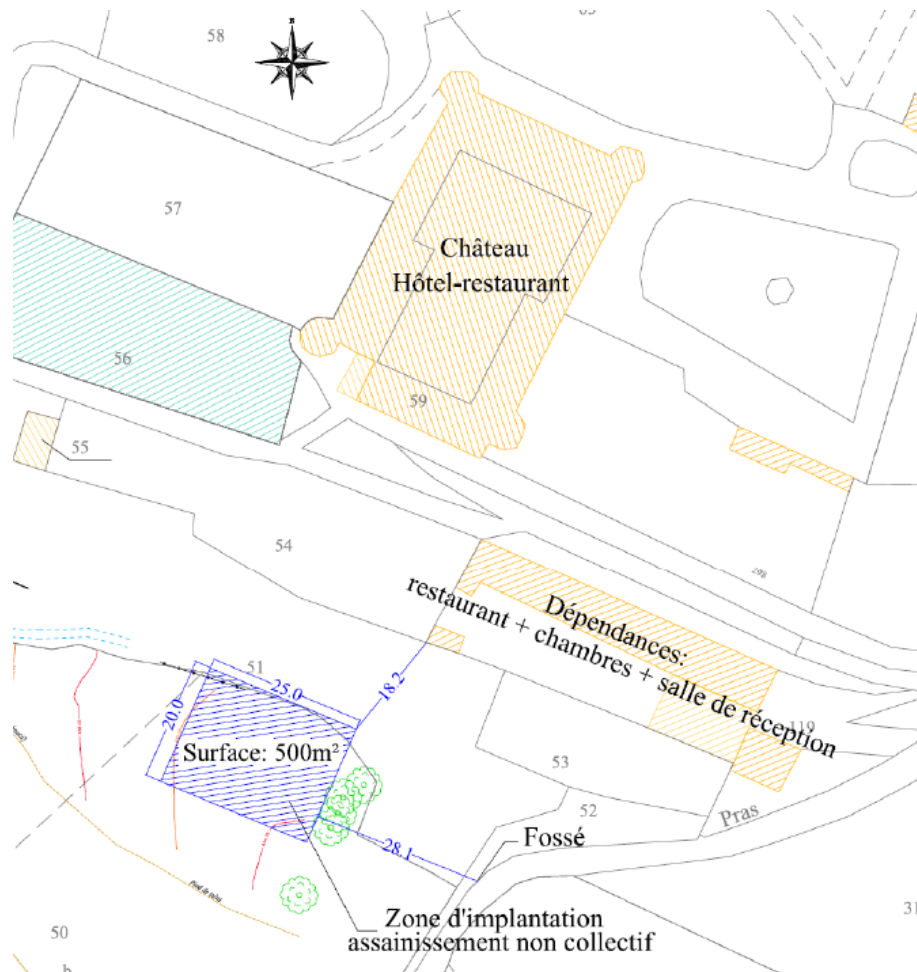 58
57
Château
Hôtel-restaurant
56
59
55
54
298
Dépendances:
restaurant + chambres + salle de réception
51
18.2
25.0
20.0
Surface: 500m²
119
53
52
Pras
28.1
Fossé
Zone d'implantation
assainissement non collectif
50
31